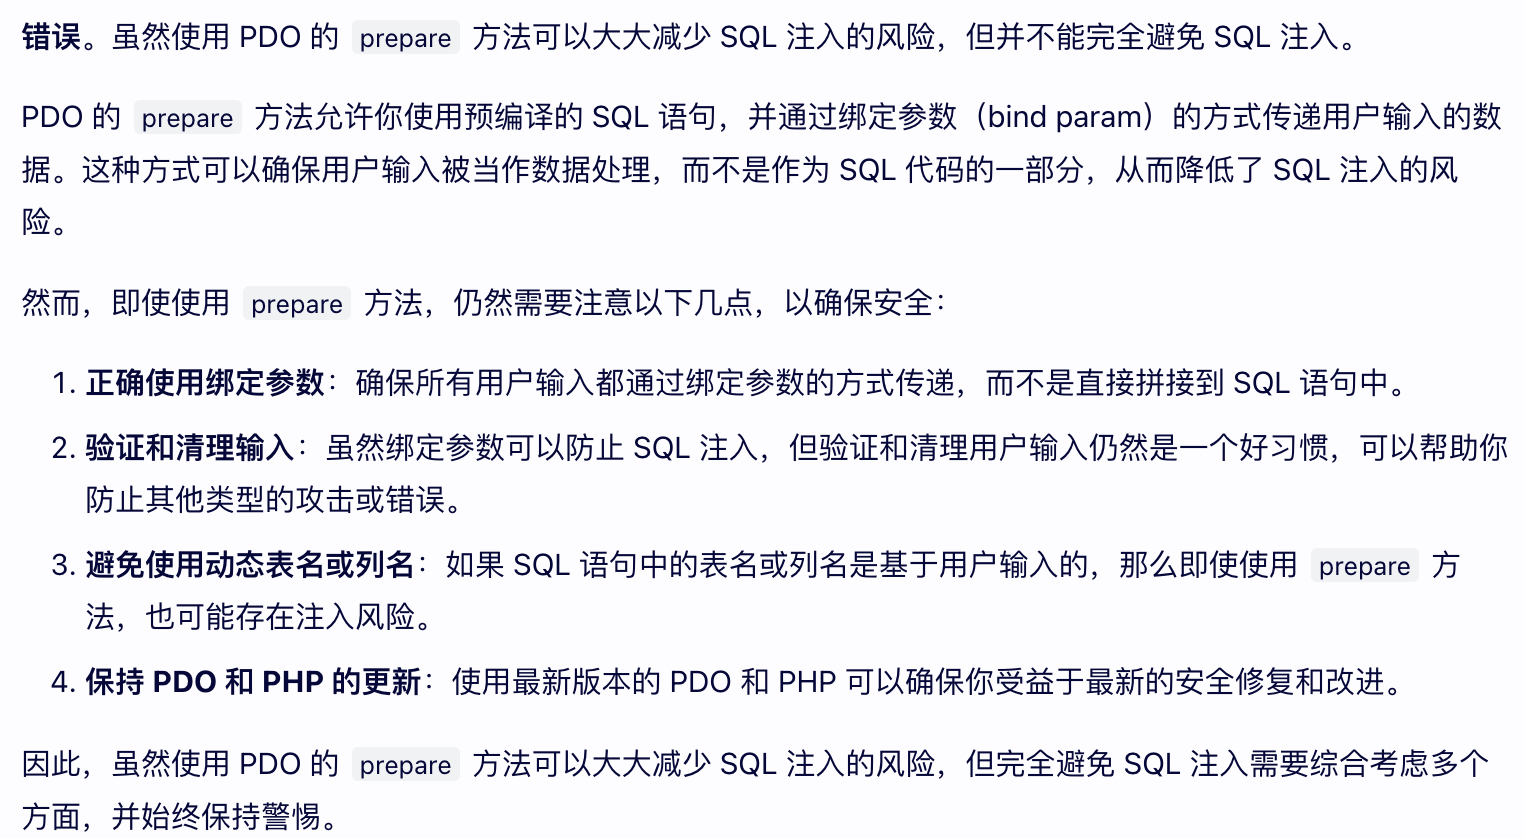 错误。虽然使用 PDO 的 prepare 方法可以大大减少 SQL 注入的风险，但并不能完全避免 SQL 注入。
PDO 的 prepare 方法允许你使用预编译的 SQL 语句，并通过绑定参数（bind param）的方式传递用户输入的数
据。这种方式可以确保用户输入被当作数据处理，而不是作为 SQL 代码的一部分，从而降低了 SQL 注入的风
险。
然而，即使使用 prepare 方法，仍然需要注意以下几点，以确保安全：
1. 正确使用绑定参数：确保所有用户输入都通过绑定参数的方式传递，而不是直接拼接到 SQL 语句中。
2. 验证和清理输入：虽然绑定参数可以防止 SQL 注入，但验证和清理用户输入仍然是一个好习惯，可以帮助你
防止其他类型的攻击或错误。
3. 避免使用动态表名或列名：如果 SQL 语句中的表名或列名是基于用户输入的，那么即使使用 prepare 方
法，也可能存在注入风险。
4. 保持 PDO 和 PHP 的更新：使用最新版本的 PDO 和 PHP 可以确保你受益于最新的安全修复和改进。
因此，虽然使用 PDO 的 prepare 方法可以大大减少 SQL 注入的风险，但完全避免 SQL 注入需要综合考虑多个
方面，并始终保持警惕。